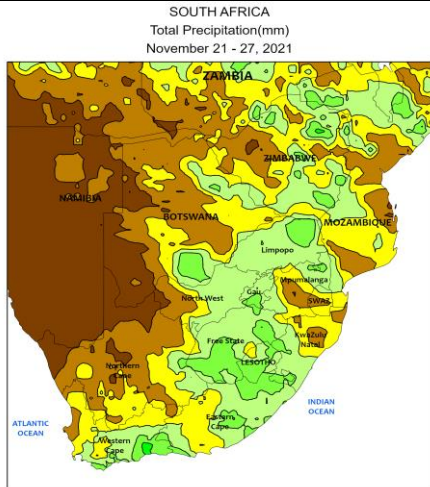 SOUTH AFRICA
Total Precipitation(mm)
November 21 - 27, 2021
ZAMBIA
ZIMBABWE
NAMIBIA
BOTSWANA
MOZAMBIQUE
Limpopo
Mpumalanga
Gau
North West
SWAZ
KwaZulu
Natal
Free State
LESOTHO
Northern
Cape
INDIAN
OCEAN
ATLANTIC
OCEAN
Eastern
Cape
Western
Cape